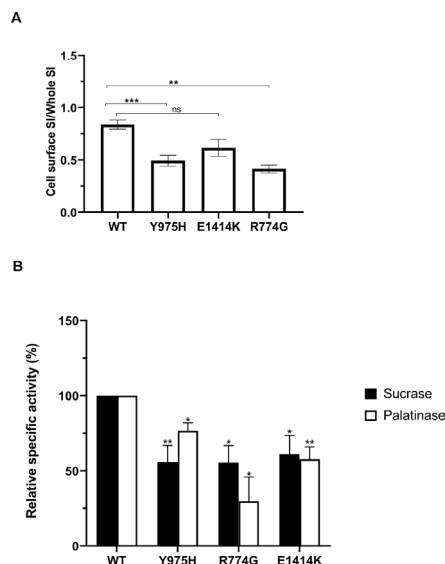 A
Cell surface SI/Whole SI
1.5
1.0
0.5
0.0
**
***
ns
WT Y975H E1414K R774G
B
Relative specific activity (%)
150
100
50
0
** * * * * **
WT Y975H R774G E1414K
Sucrase
Palatinase